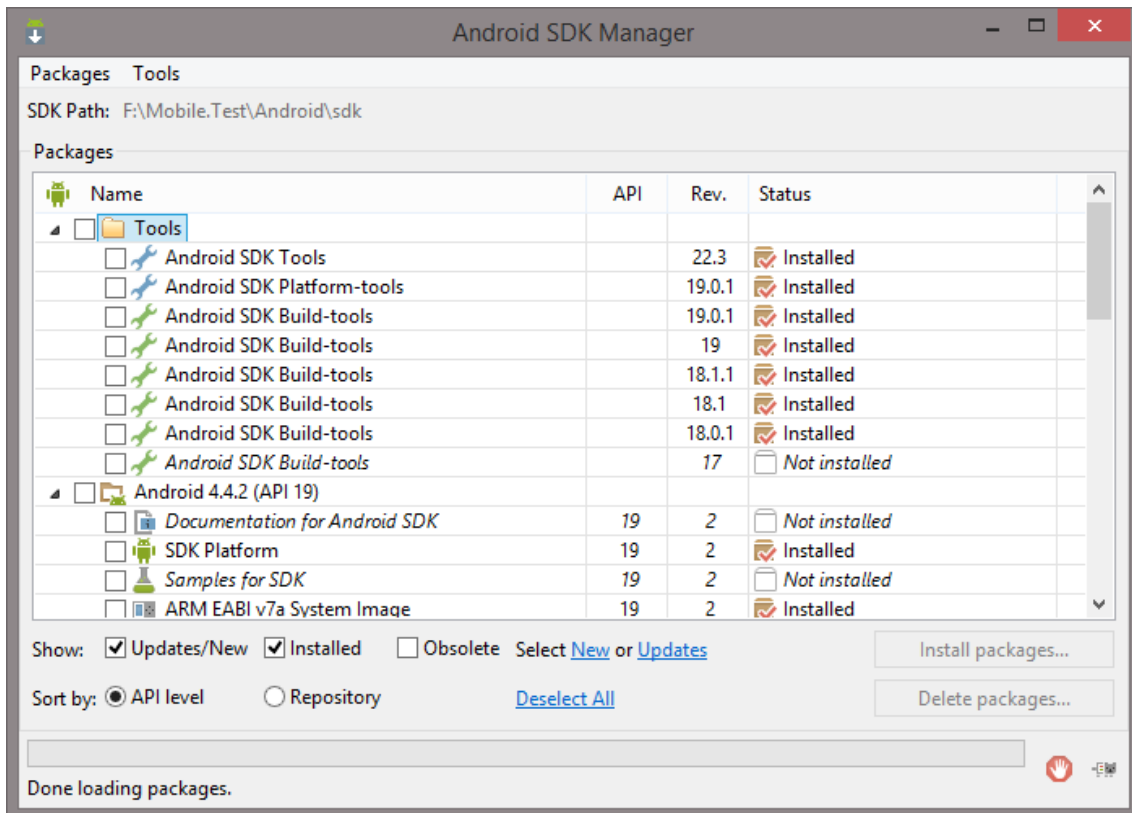 Android SDK Manager
Packages Tools
SDK Path: F:\Mobile.Test\Android\sdk
Packages
Name API Rev. Status
Tools
Android SDK Tools 22.3 Installed
Android SDK Platform-tools 19.0.1 Installed
Android SDK Build-tools 19.0.1 Installed
Android SDK Build-tools 19 Installed
Android SDK Build-tools 18.1.1 Installed
Android SDK Build-tools 18.1 Installed
Android SDK Build-tools 18.0.1 Installed
Android SDK Build-tools 17 Not installed
Android 4.4.2 (API 19)
Documentation for Android SDK 19 2 Not installed
SDK Platform 19 2 Installed
Samples for SDK 19 2 Not installed
ARM EABI v7a System Image 19 2 Installed
Show: Updates/New Installed Obsolete Select New or Updates Install packages...
Sort by: API level Repository Deselect All Delete packages...
Done loading packages.